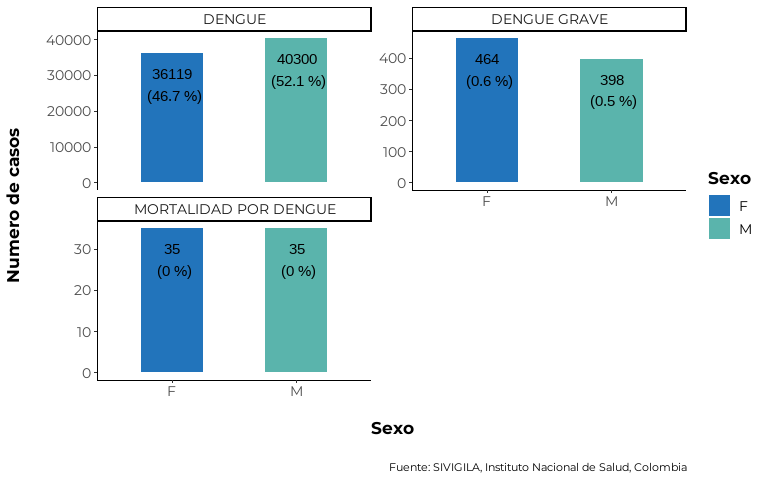 DENGUE
40000
30000
20000
10000
0
36119
(46.7 %)
40300
(52.1 %)
DENGUE GRAVE
400
300
200
100
0
464
(0.6 %)
398
(0.5 %)
F
M
MORTALIDAD POR DENGUE
30
20
10
0
35
(0 %)
35
(0 %)
F
M
Numero de casos
Sexo
Sexo
F
M
Fuente: SIVIGILA, Instituto Nacional de Salud, Colombia